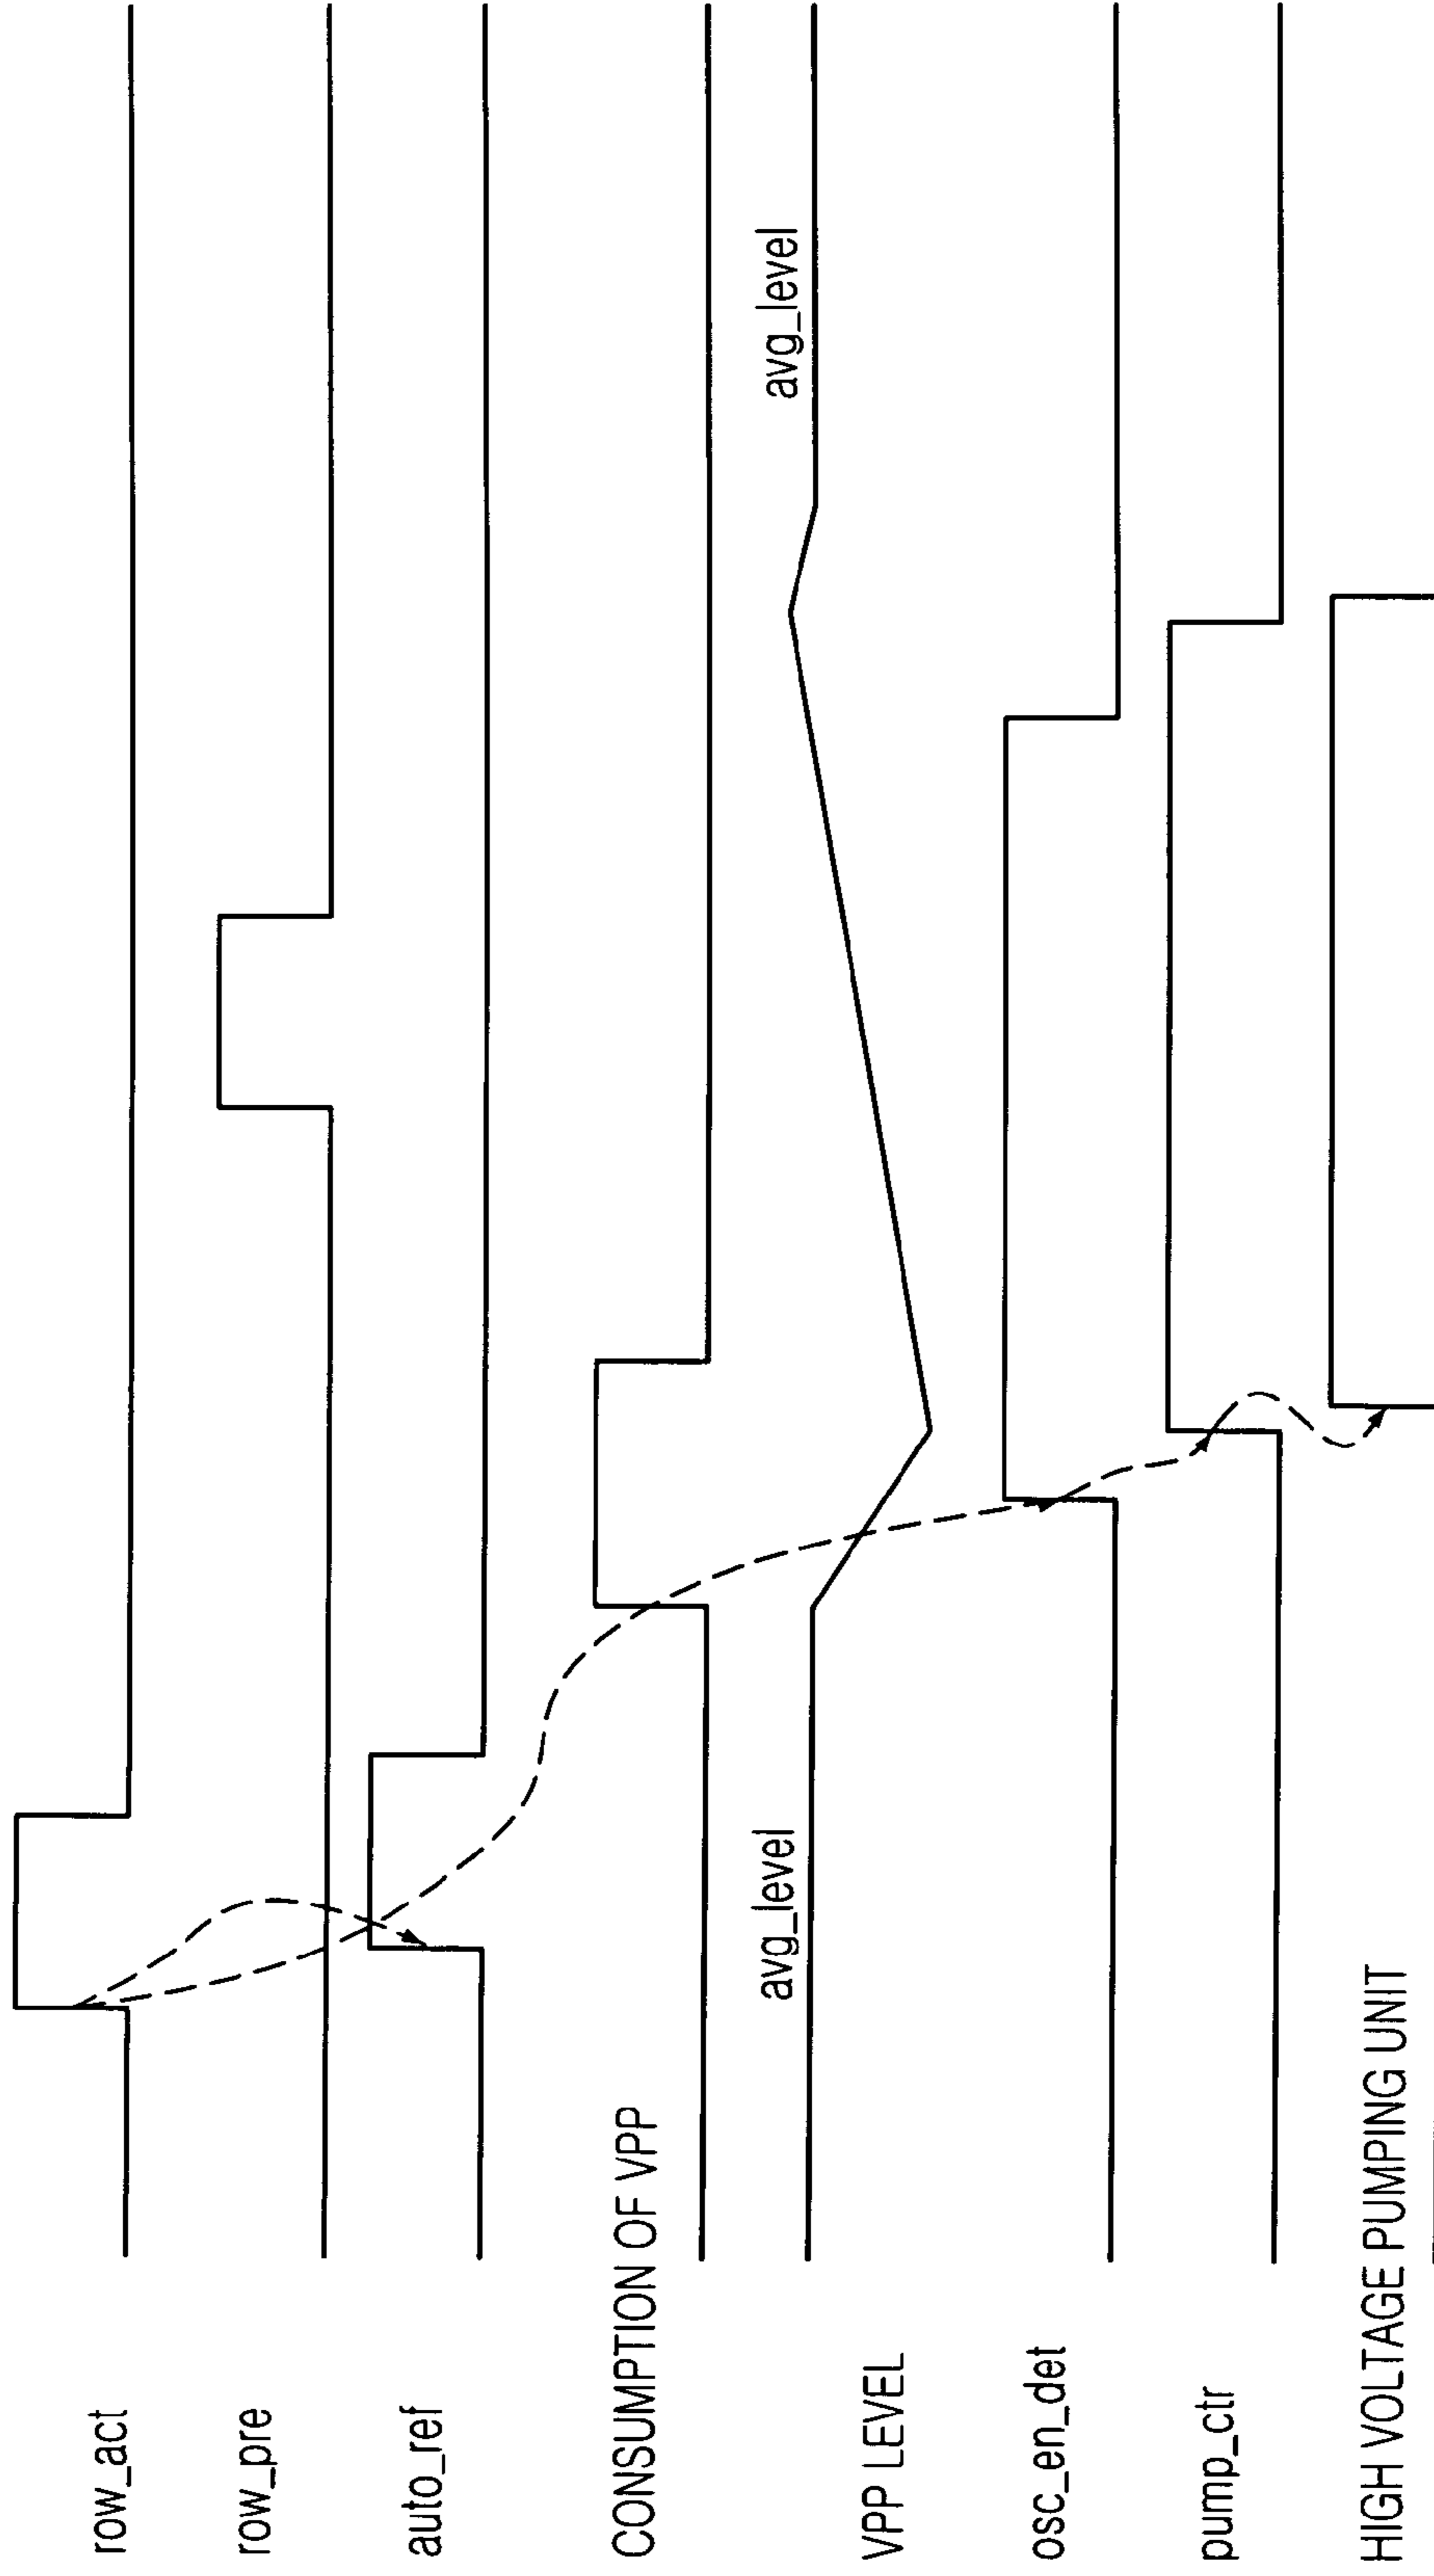 row_act
row_pre
auto_ref
CONSUMPTION OF VPP
avg_level
avg_level
VPP LEVEL
osc_en_det
pump_ctr
HIGH VOLTAGE PUMPING UNIT